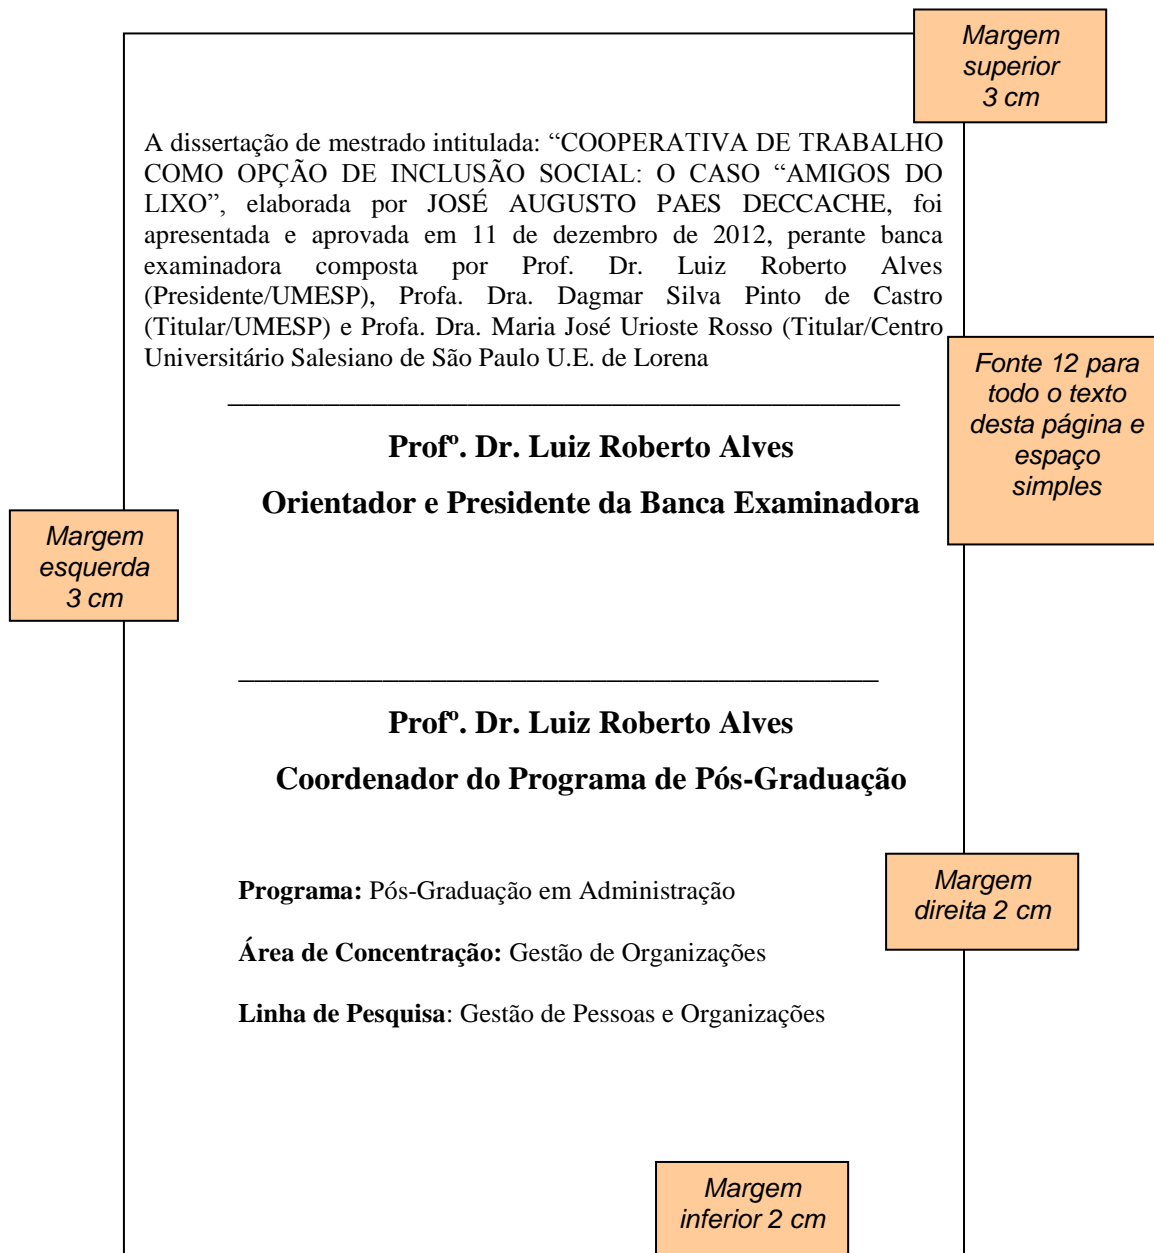 Margem
superior
3 cm
A dissertação de mestrado intitulada: “COOPERATIVA DE TRABALHO
COMO OPÇÃO DE INCLUSÃO SOCIAL: O CASO “AMIGOS DO
LIXO”, elaborada por JOSÉ AUGUSTO PAES DECCACHE, foi
apresentada e aprovada em 11 de dezembro de 2012, perante banca
examinadora composta por Prof. Dr. Luiz Roberto Alves
(Presidente/UMESP), Profa. Dra. Dagmar Silva Pinto de Castro
(Titular/UMESP) e Profa. Dra. Maria José Urioste Rosso (Titular/Centro
Universitário Salesiano de São Paulo U.E. de Lorena
Fonte 12 para
todo o texto
desta página e
espaço
simples
Profº. Dr. Luiz Roberto Alves
Orientador e Presidente da Banca Examinadora
Margem
esquerda
3 cm
Profº. Dr. Luiz Roberto Alves
Coordenador do Programa de Pós-Graduação
Margem
direita 2 cm
Programa: Pós-Graduação em Administração
Área de Concentração: Gestão de Organizações
Linha de Pesquisa: Gestão de Pessoas e Organizações
Margem
inferior 2 cm